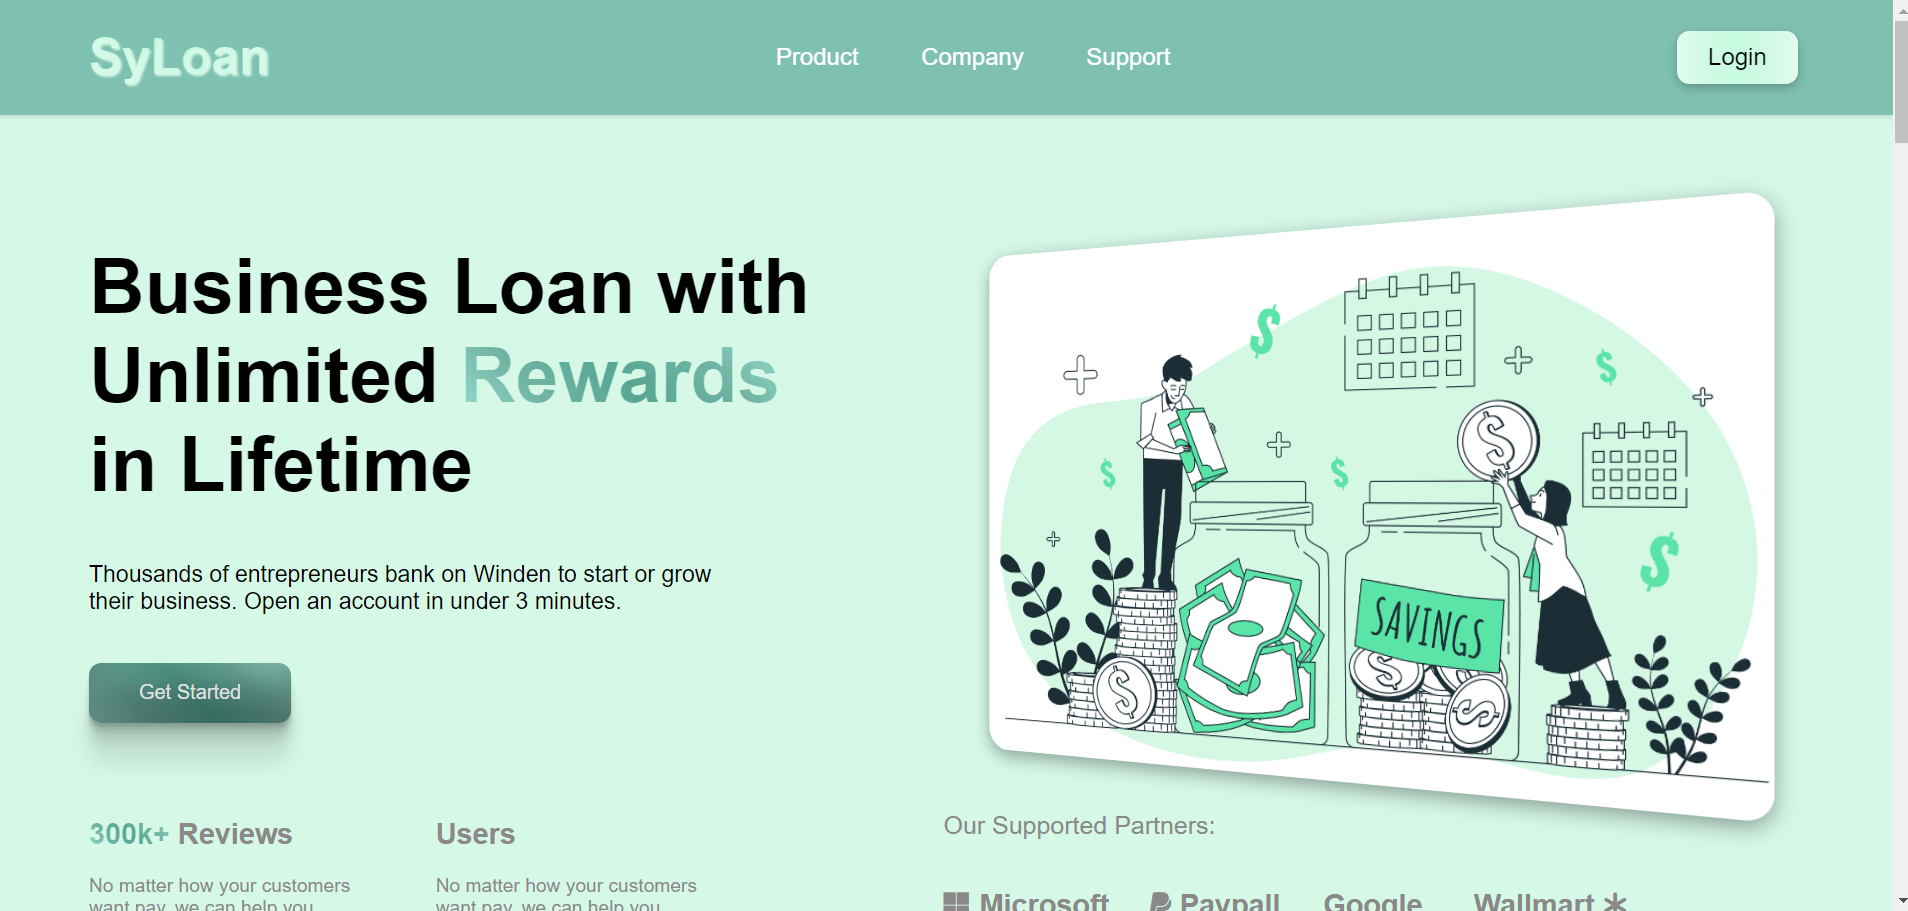 SyLoan
Product
Company
Support
Login
Business Loan with
Unlimited Rewards
in Lifetime
Thousands of entrepreneurs bank on Winden to start or grow
their business. Open an account in under 3 minutes.
Get Started
SAVINGS
300k+ Reviews
No matter how your customers
want pay, we can help you
Users
No matter how your customers
want pay, we can help you
Our Supported Partners:
Microsoft
Paypall
Google
Wallmart